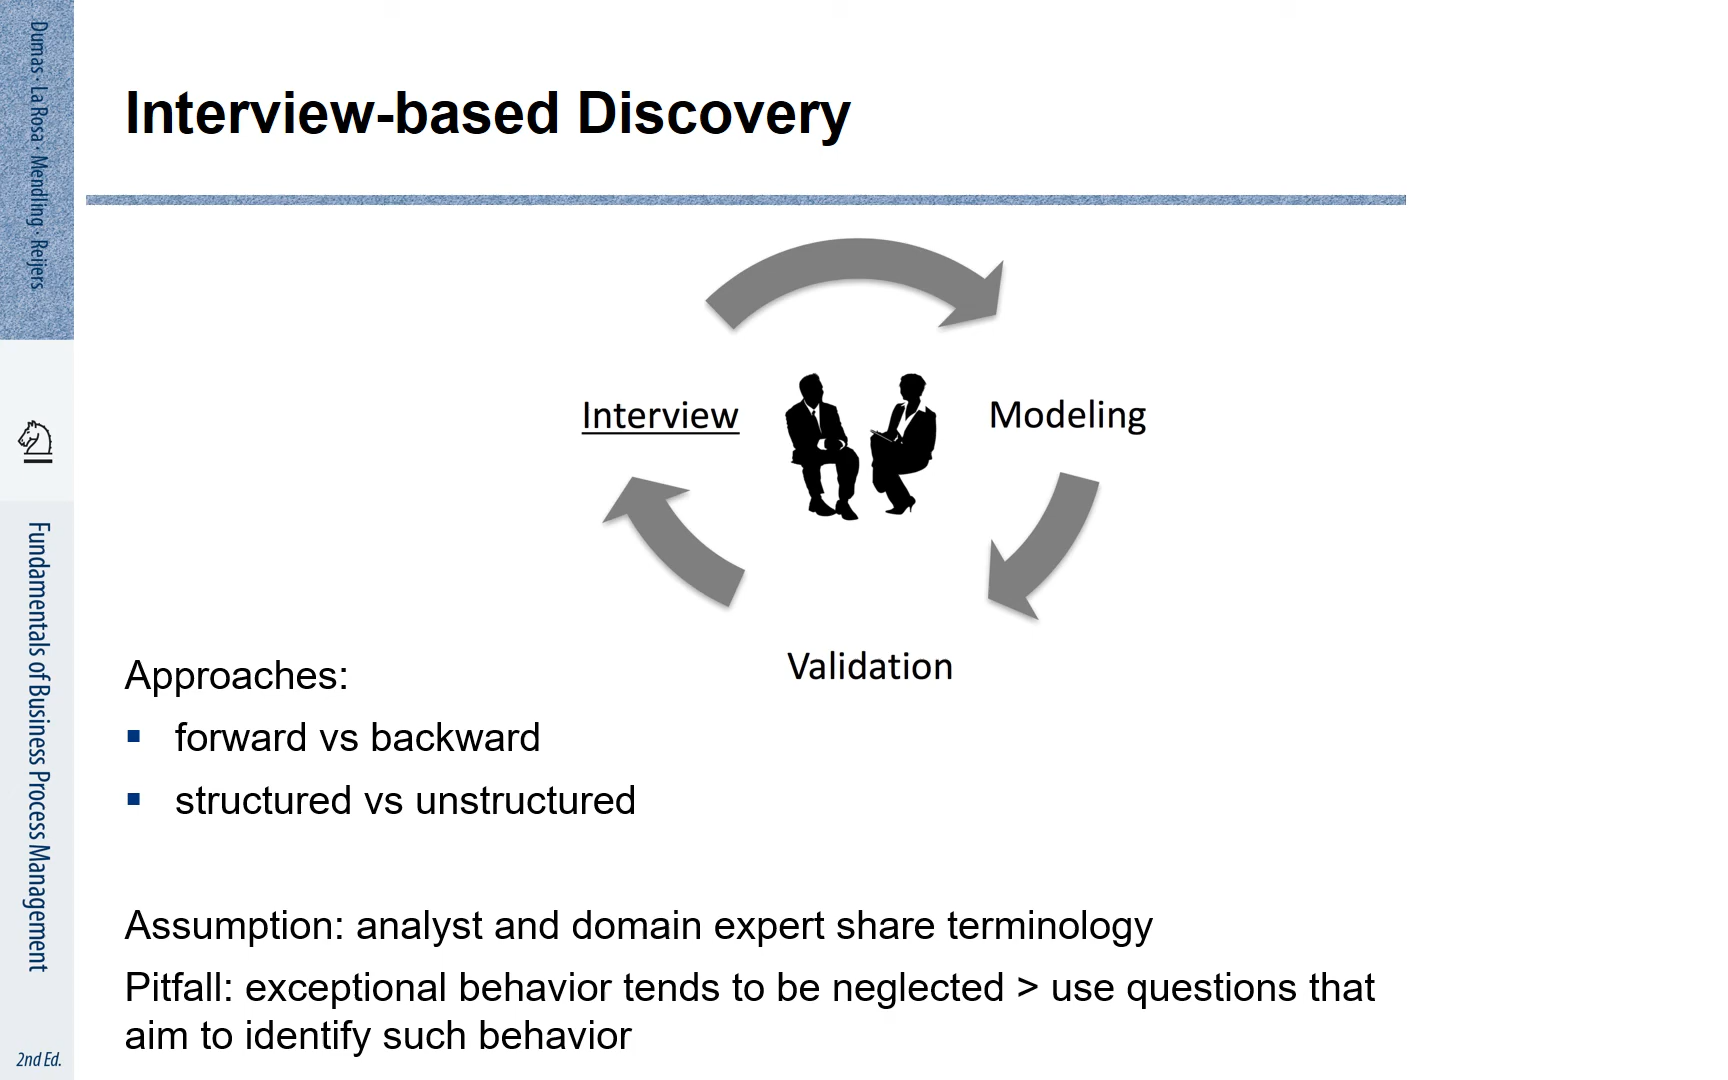 Dumas · La Rosa · Mendling · Reijers
Fundamentals of Business Process Management
2nd Ed.
Interview-based Discovery
Interview
Modeling
Validation
Approaches:
▪ forward vs backward
▪ structured vs unstructured
Assumption: analyst and domain expert share terminology
Pitfall: exceptional behavior tends to be neglected > use questions that
aim to identify such behavior